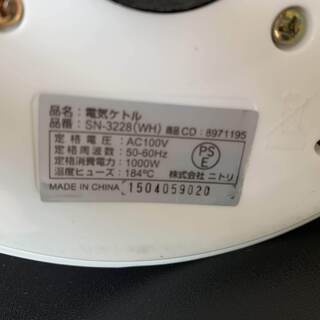 品名：電気ケトル
品番：SN-3228(WH) 商品CD：8971195
定格電圧：AC100V
定格周波数：50-60Hz
定格消費電力：1000W
温度ヒューズ：184℃
PSE
株式会社 ニトリ
MADE IN CHINA 1504059020